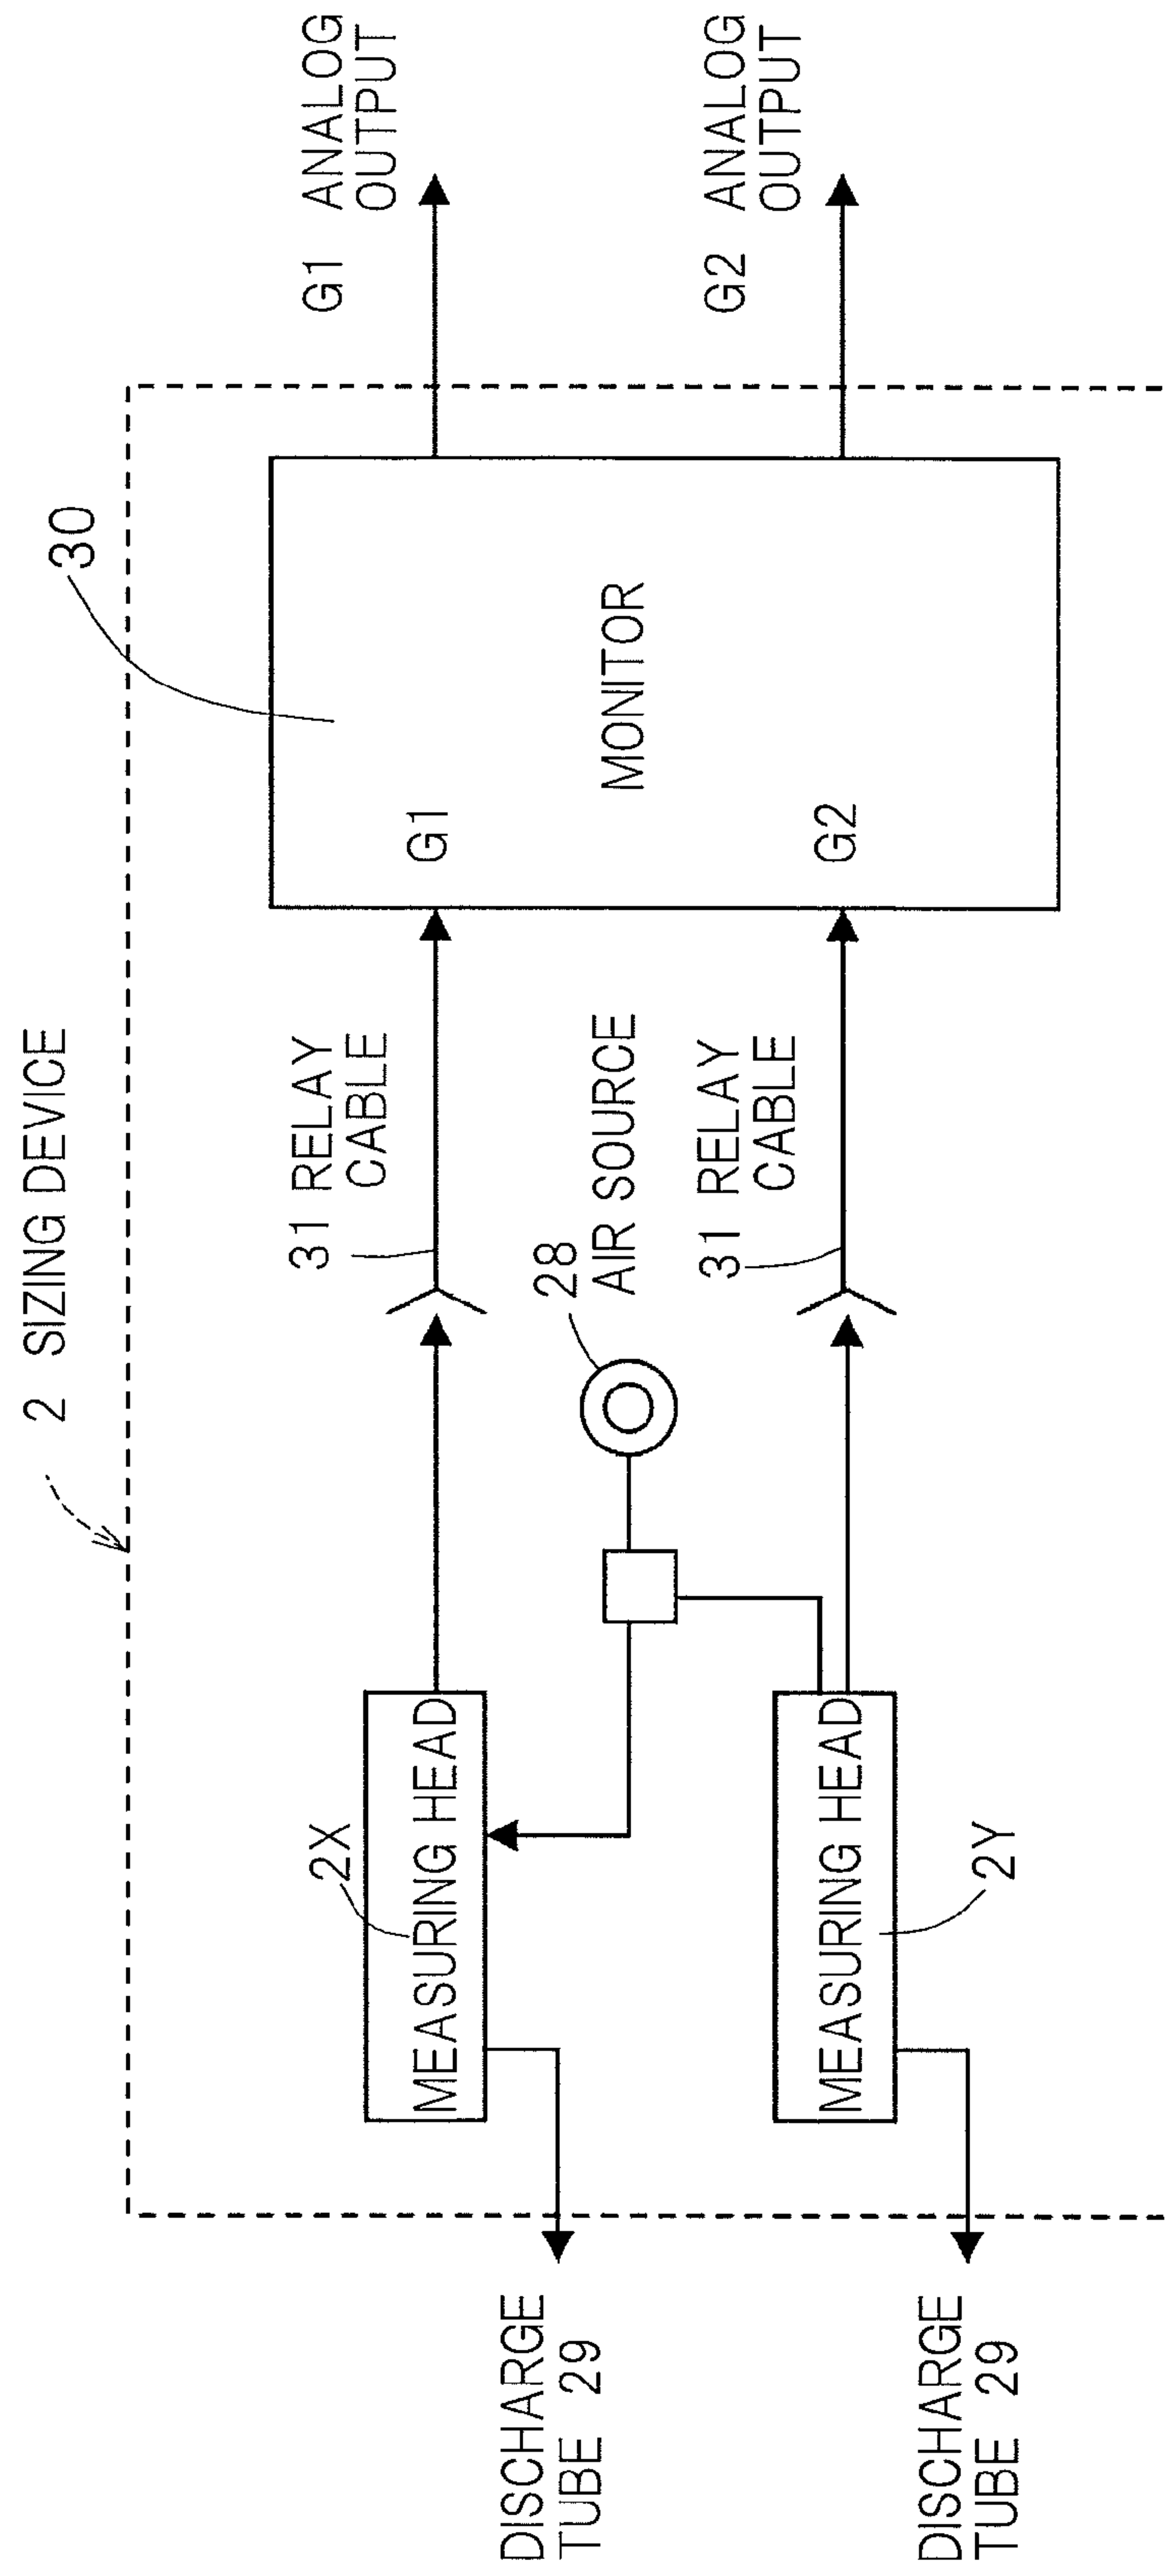 2 SIZING DEVICE
30
2X
MEASURING HEAD
31 RELAY
CABLE
G1
G1 ANALOG
OUTPUT
28
AIR SOURCE
MONITOR
DISCHARGE
TUBE 29
31 RELAY
CABLE
G2
G2 ANALOG
OUTPUT
MEASURING HEAD
2Y
DISCHARGE
TUBE 29